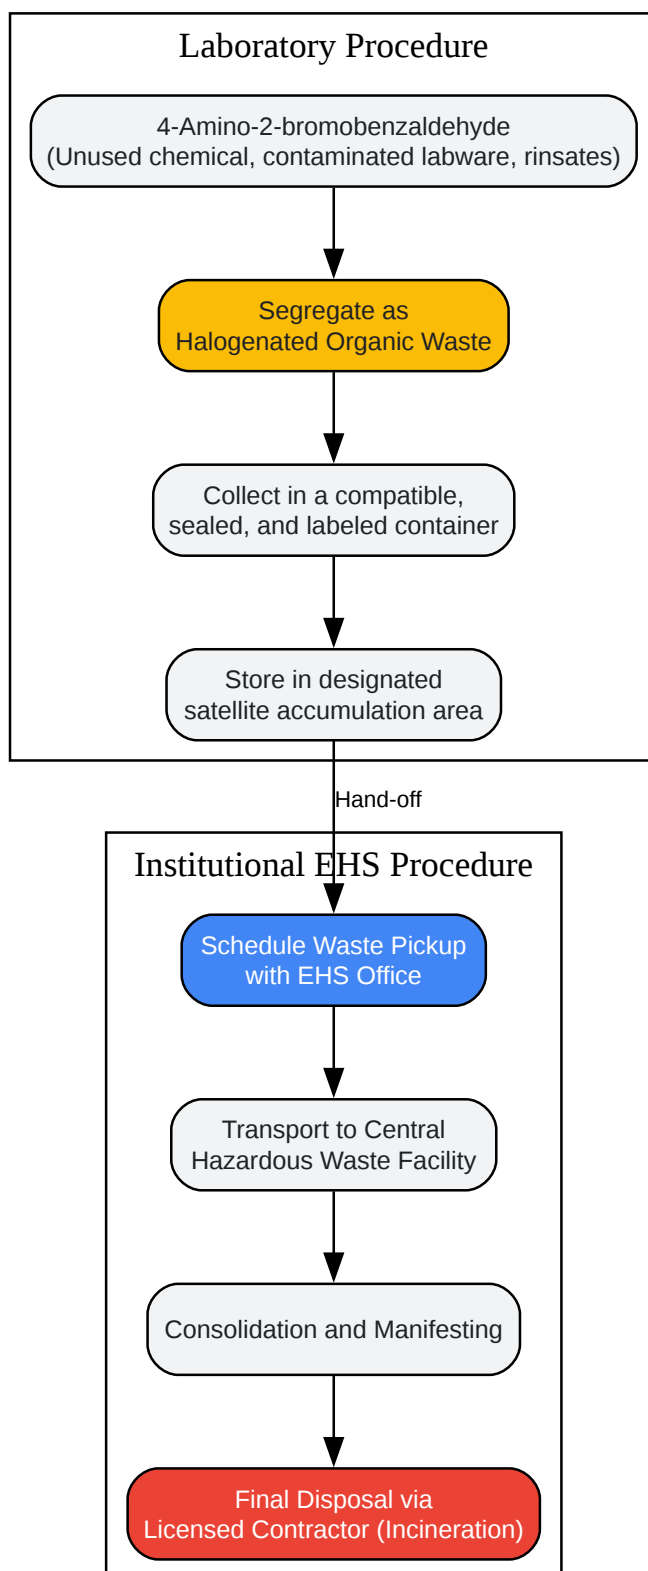 Laboratory Procedure
4-Amino-2-bromobenzaldehyde
(Unused chemical, contaminated labware, rinsates)
Segregate as
Halogenated Organic Waste
Collect in a compatible,
sealed, and labeled container
Store in designated
satellite accumulation area
Hand-off
Institutional EHS Procedure
Schedule Waste Pickup
with EHS Office
Transport to Central
Hazardous Waste Facility
Consolidation and Manifesting
Final Disposal via
Licensed Contractor (Incineration)